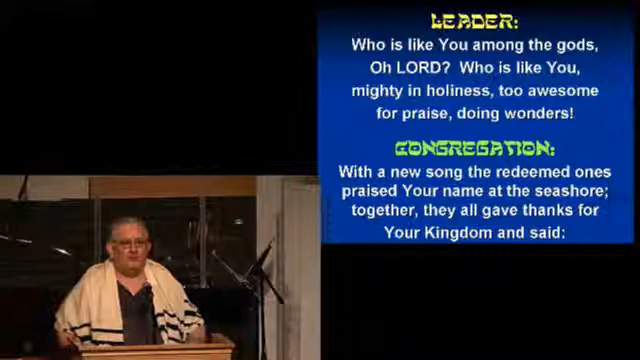 LEADER:
Who is like You among the gods,
Oh LORD? Who is like You,
mighty in holiness, too awesome
for praise, doing wonders!
CONGREGATION:
With a new song the redeemed ones
praised Your name at the seashore;
together, they all gave thanks for
Your Kingdom and said: